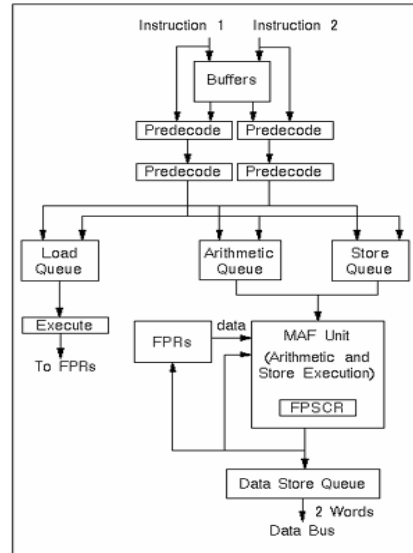 Instruction 1 Instruction 2
Buffers
Predecode Predecode
Predecode Predecode
Load
Queue
Arithmetic
Queue
Store
Queue
Execute
To FPRs
FPRs
data
MAF Unit
(Arithmetic and
Store Execution)
FPSCR
Data Store Queue
2 Words
Data Bus